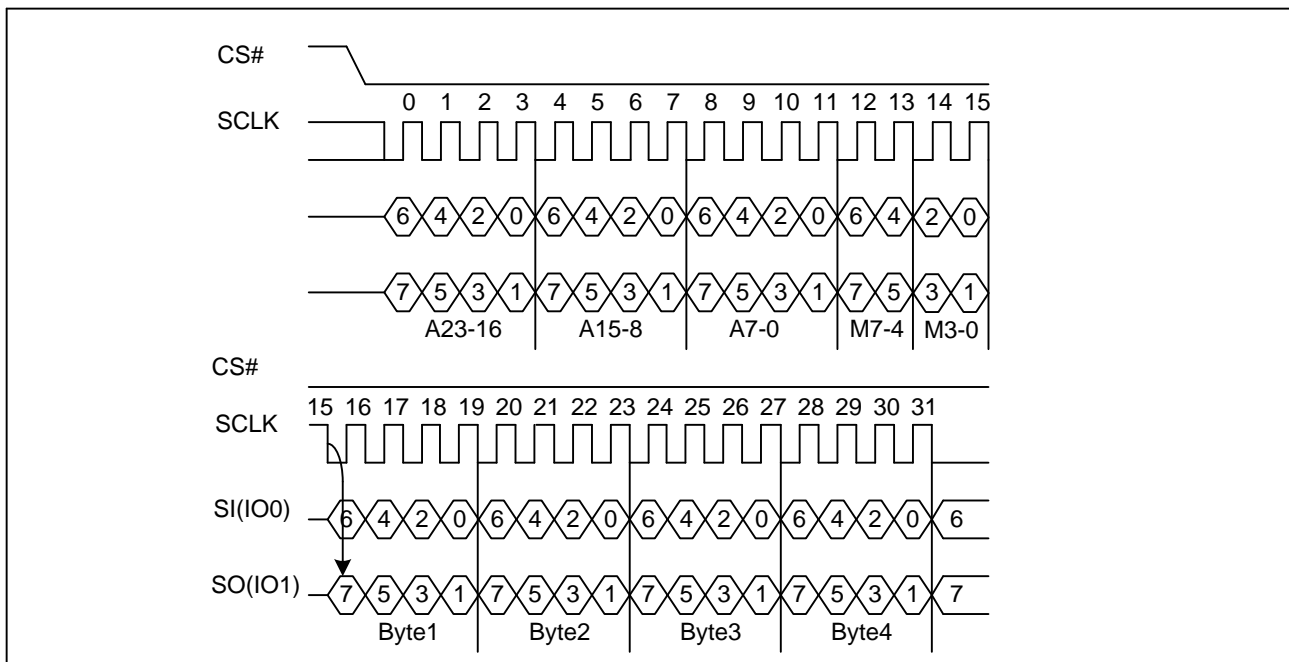 CS#
0 1 2 3 4 5 6 7 8 9 10 11 12 13 14 15
SCLK
6 4 2 0 6 4 2 0 6 4 2 0 6 4 2 0
7 5 3 1 7 5 3 1 7 5 3 1 7 5 3 1
A23-16 A15-8 A7-0 M7-4 M3-0
CS#
15 16 17 18 19 20 21 22 23 24 25 26 27 28 29 30 31
SCLK
SI(IO0) 6 4 2 0 6 4 2 0 6 4 2 0 6 4 2 0 6
SO(IO1) 7 5 3 1 7 5 3 1 7 5 3 1 7 5 3 1 7
Byte1 Byte2 Byte3 Byte4